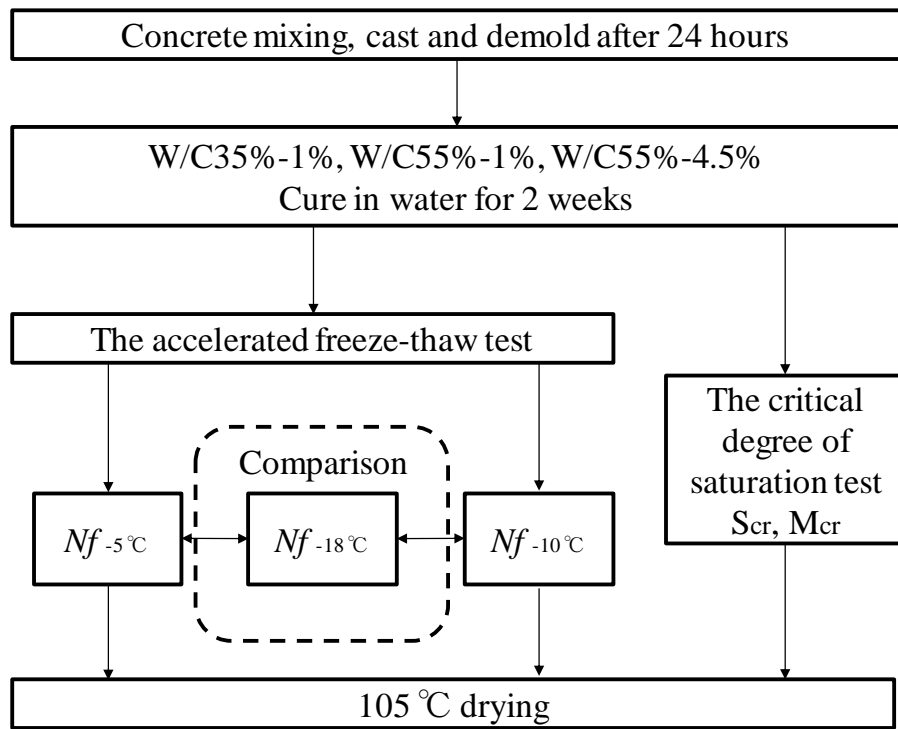 Concrete mixing, cast and demold after 24 hours
W/C35%-1%, W/C55%-1%, W/C55%-4.5%
Cure in water for 2 weeks
The accelerated freeze-thaw test
The critical
degree of
saturation test
Scr, Mcr
Comparison
Nf -5℃
Nf -18℃
Nf -10℃
105 ℃ drying